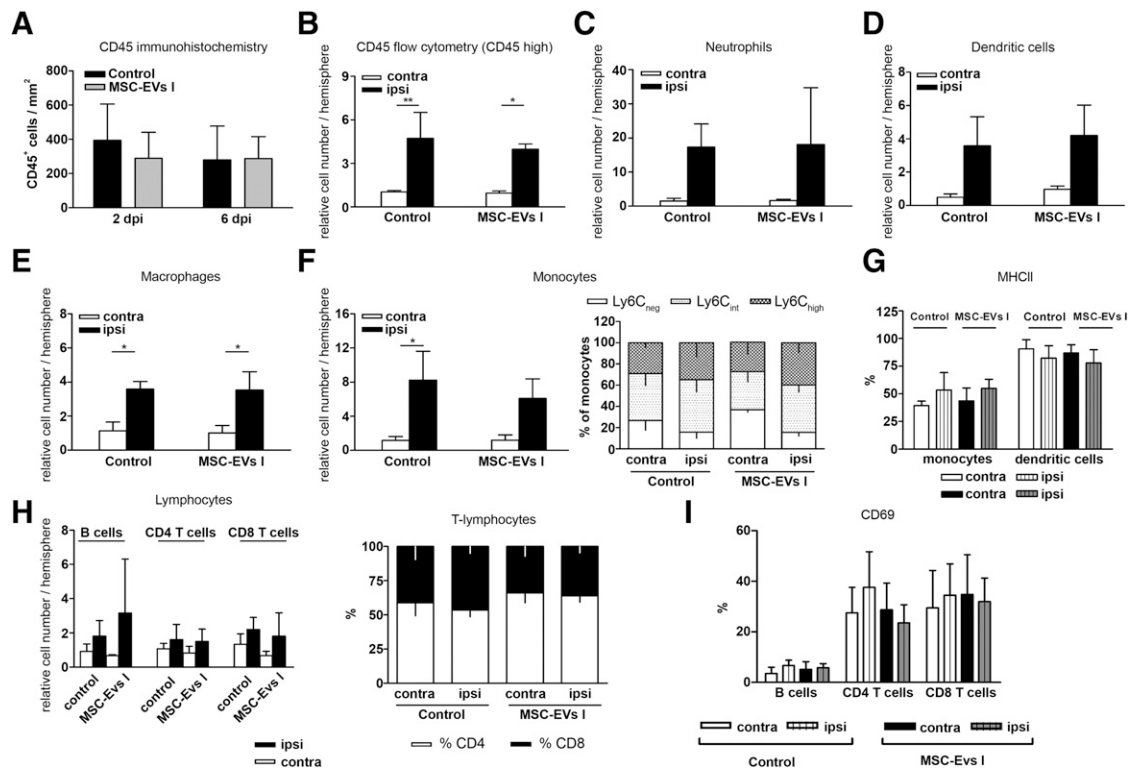 A
CD45 immunohistochemistry
CD45+ cells / mm2
800
600
400
200
0
Control
MSC-EVs I
2 dpi
6 dpi
B
CD45 flow cytometry (CD45 high)
relative cell number / hemisphere
9
6
3
0
contra
ipsi
**
*
Control
MSC-EVs I
C
Neutrophils
relative cell number / hemisphere
40
30
20
10
0
contra
ipsi
Control
MSC-EVs I
D
Dendritic cells
relative cell number / hemisphere
8
6
4
2
0
contra
ipsi
Control
MSC-EVs I
E
Macrophages
relative cell number / hemisphere
8
6
4
2
0
contra
ipsi
*
*
Control
MSC-EVs I
F
Monocytes
relative cell number / hemisphere
16
12
8
4
0
contra
ipsi
*
Control
MSC-EVs I
Ly6Cneg
Ly6Cint
Ly6Chigh
% of monocytes
100
80
60
40
20
0
contra
ipsi
contra
ipsi
Control
MSC-EVs I
G
MHCII
%
125
100
75
50
25
0
Control
MSC-EVs I
Control
MSC-EVs I
monocytes
dendritic cells
contra
ipsi
contra
ipsi
H
Lymphocytes
relative cell number / hemisphere
8
6
4
2
0
B cells
CD4 T cells
CD8 T cells
control
MSC-Evs I
control
MSC-Evs I
control
MSC-Evs I
ipsi
contra
T-lymphocytes
%
100
75
50
25
0
contra
ipsi
contra
ipsi
Control
MSC-EVs I
% CD4
% CD8
I
CD69
%
60
40
20
0
B cells
CD4 T cells
CD8 T cells
contra
ipsi
contra
ipsi
Control
MSC-Evs I